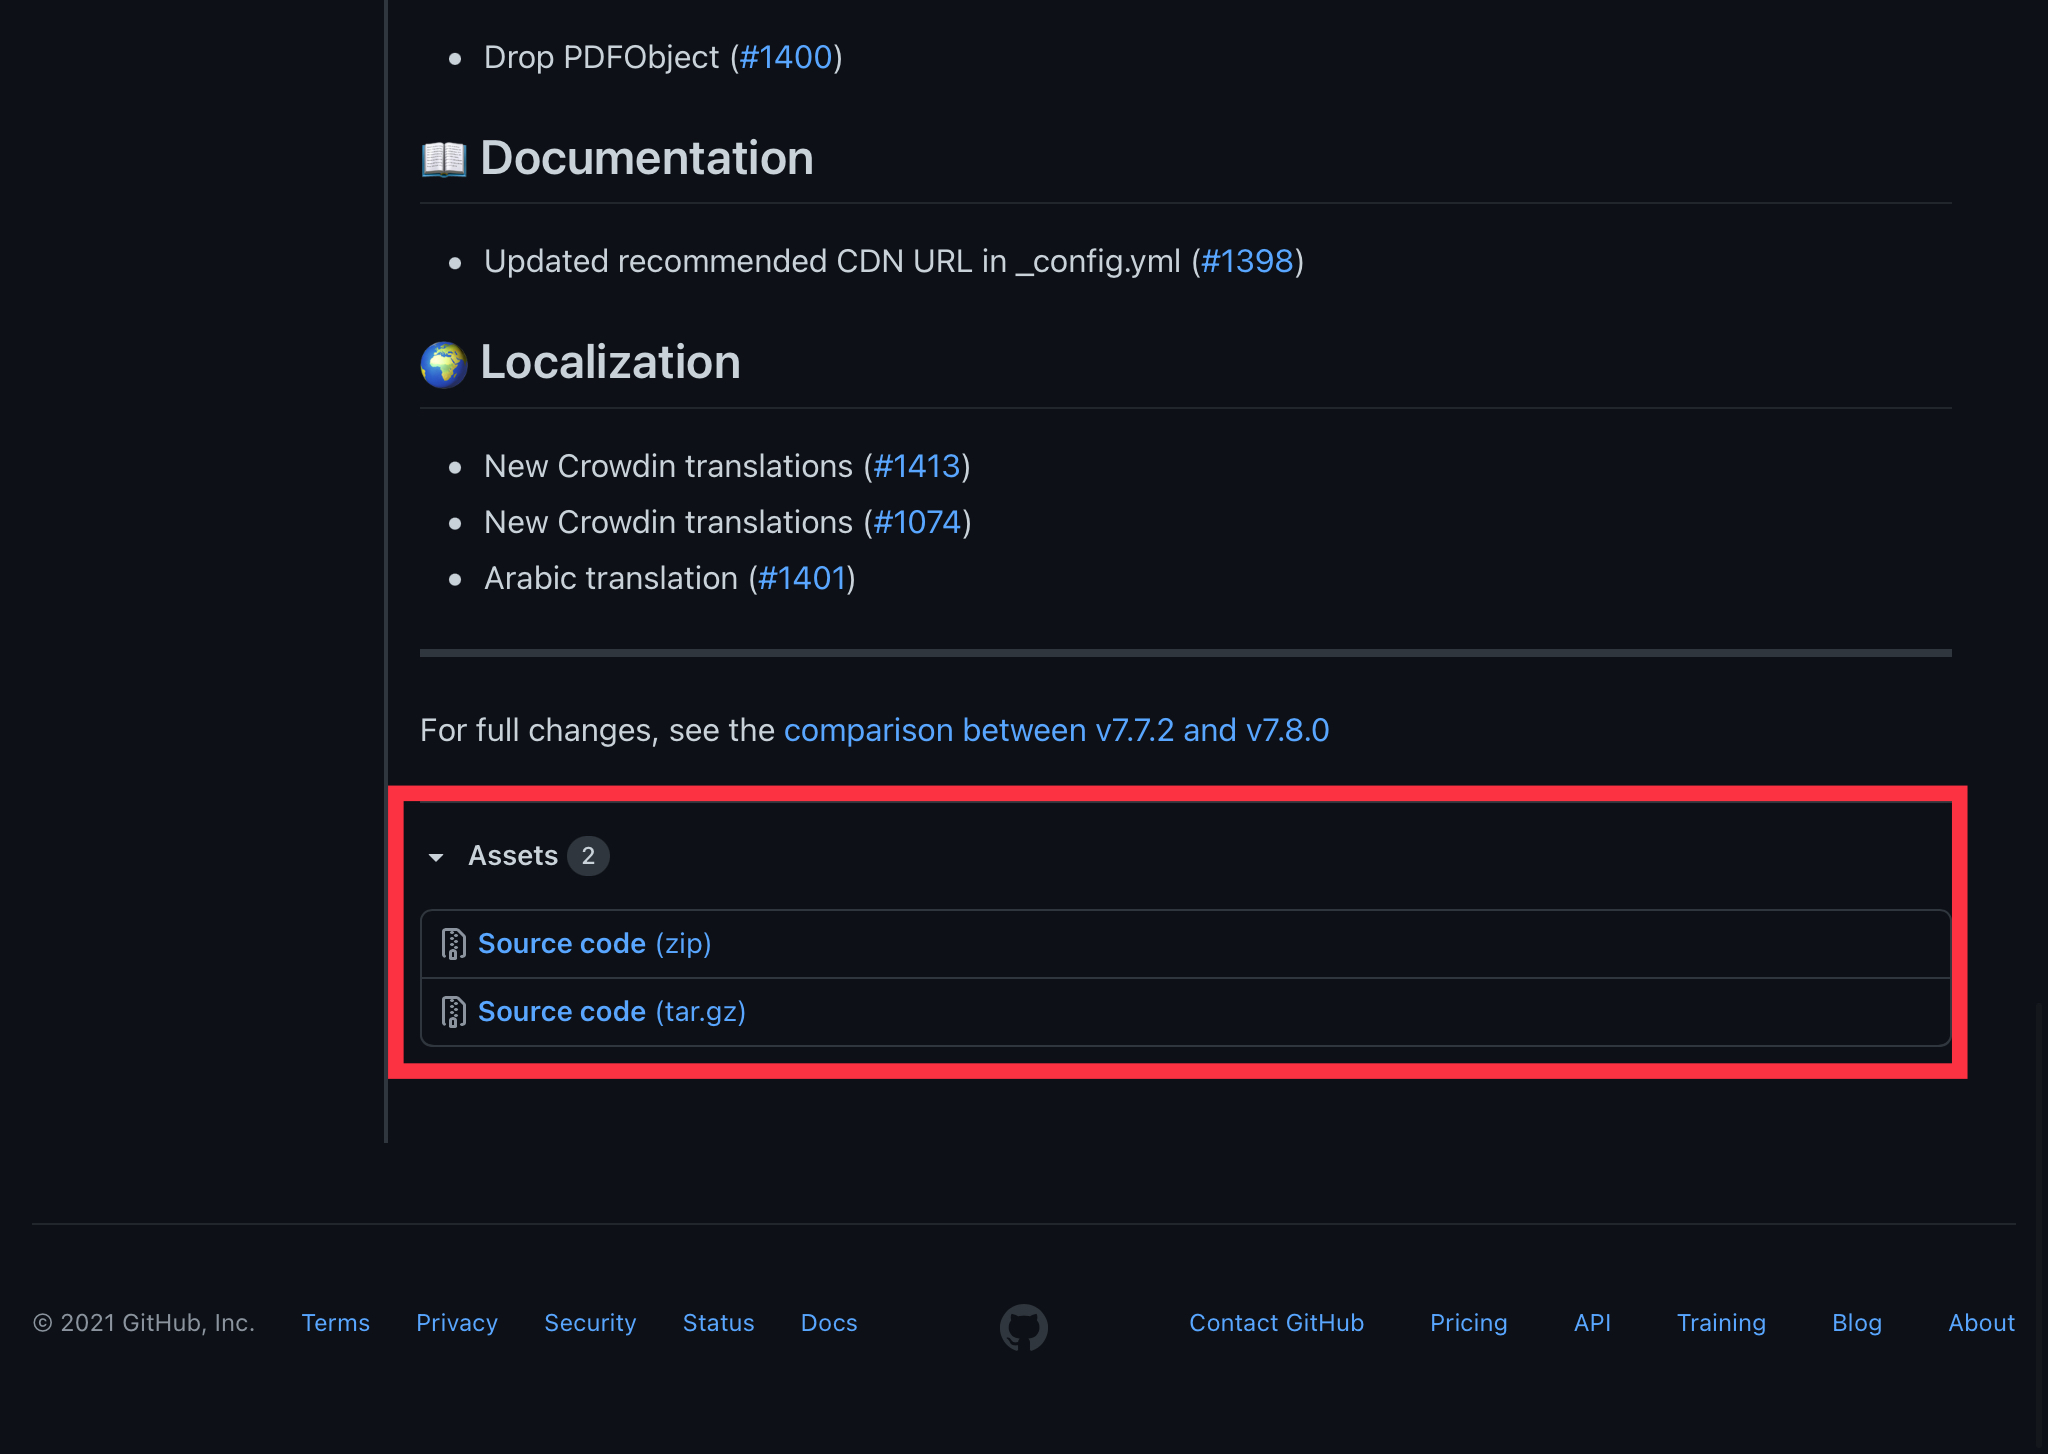 Drop PDFObject (#1400)
Documentation
Updated recommended CDN URL in _config.yml (#1398)
Localization
New Crowdin translations (#1413)
New Crowdin translations (#1074)
Arabic translation (#1401)
For full changes, see the comparison between v7.7.2 and v7.8.0
Assets 2
Source code (zip)
Source code (tar.gz)
© 2021 GitHub, Inc. Terms Privacy Security Status Docs Contact GitHub Pricing API Training Blog About